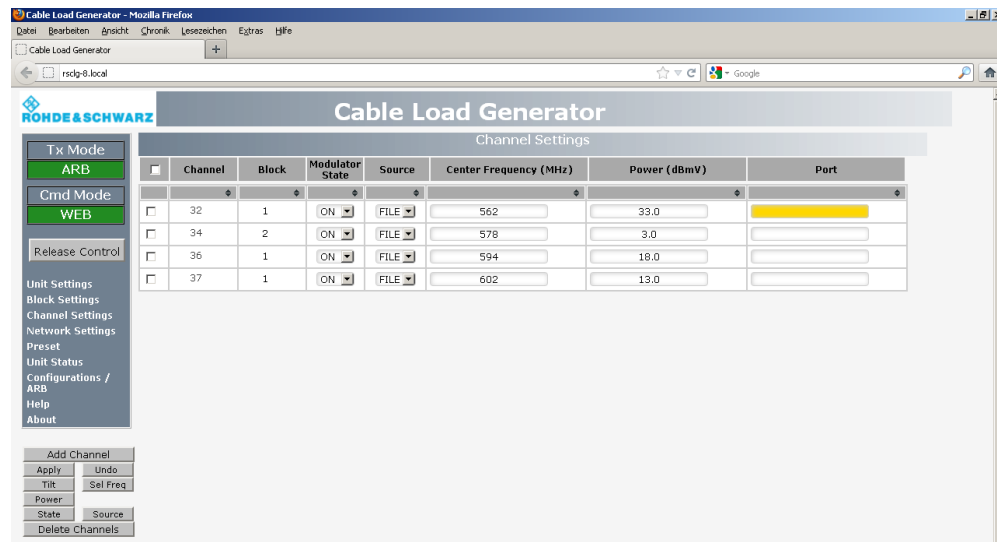 Cable Load Generator - Mozilla Firefox
Datei Bearbeiten Ansicht Chronik Lesezeichen Extras Hilfe
Cable Load Generator +
rsclg-8.local Google
ROHDE&SCHWARZ
Cable Load Generator
Channel Settings
Tx Mode
ARB
Cmd Mode
WEB
Release Control
Unit Settings
Block Settings
Channel Settings
Network Settings
Preset
Unit Status
Configurations /
ARB
Help
About
Add Channel
Apply Undo
Tilt Sel Freq
Power
State Source
Delete Channels
Channel Block Modulator State Source Center Frequency (MHz) Power (dBmV) Port
32 1 ON FILE 562 33.0
34 2 ON FILE 578 3.0
36 1 ON FILE 594 18.0
37 1 ON FILE 602 13.0